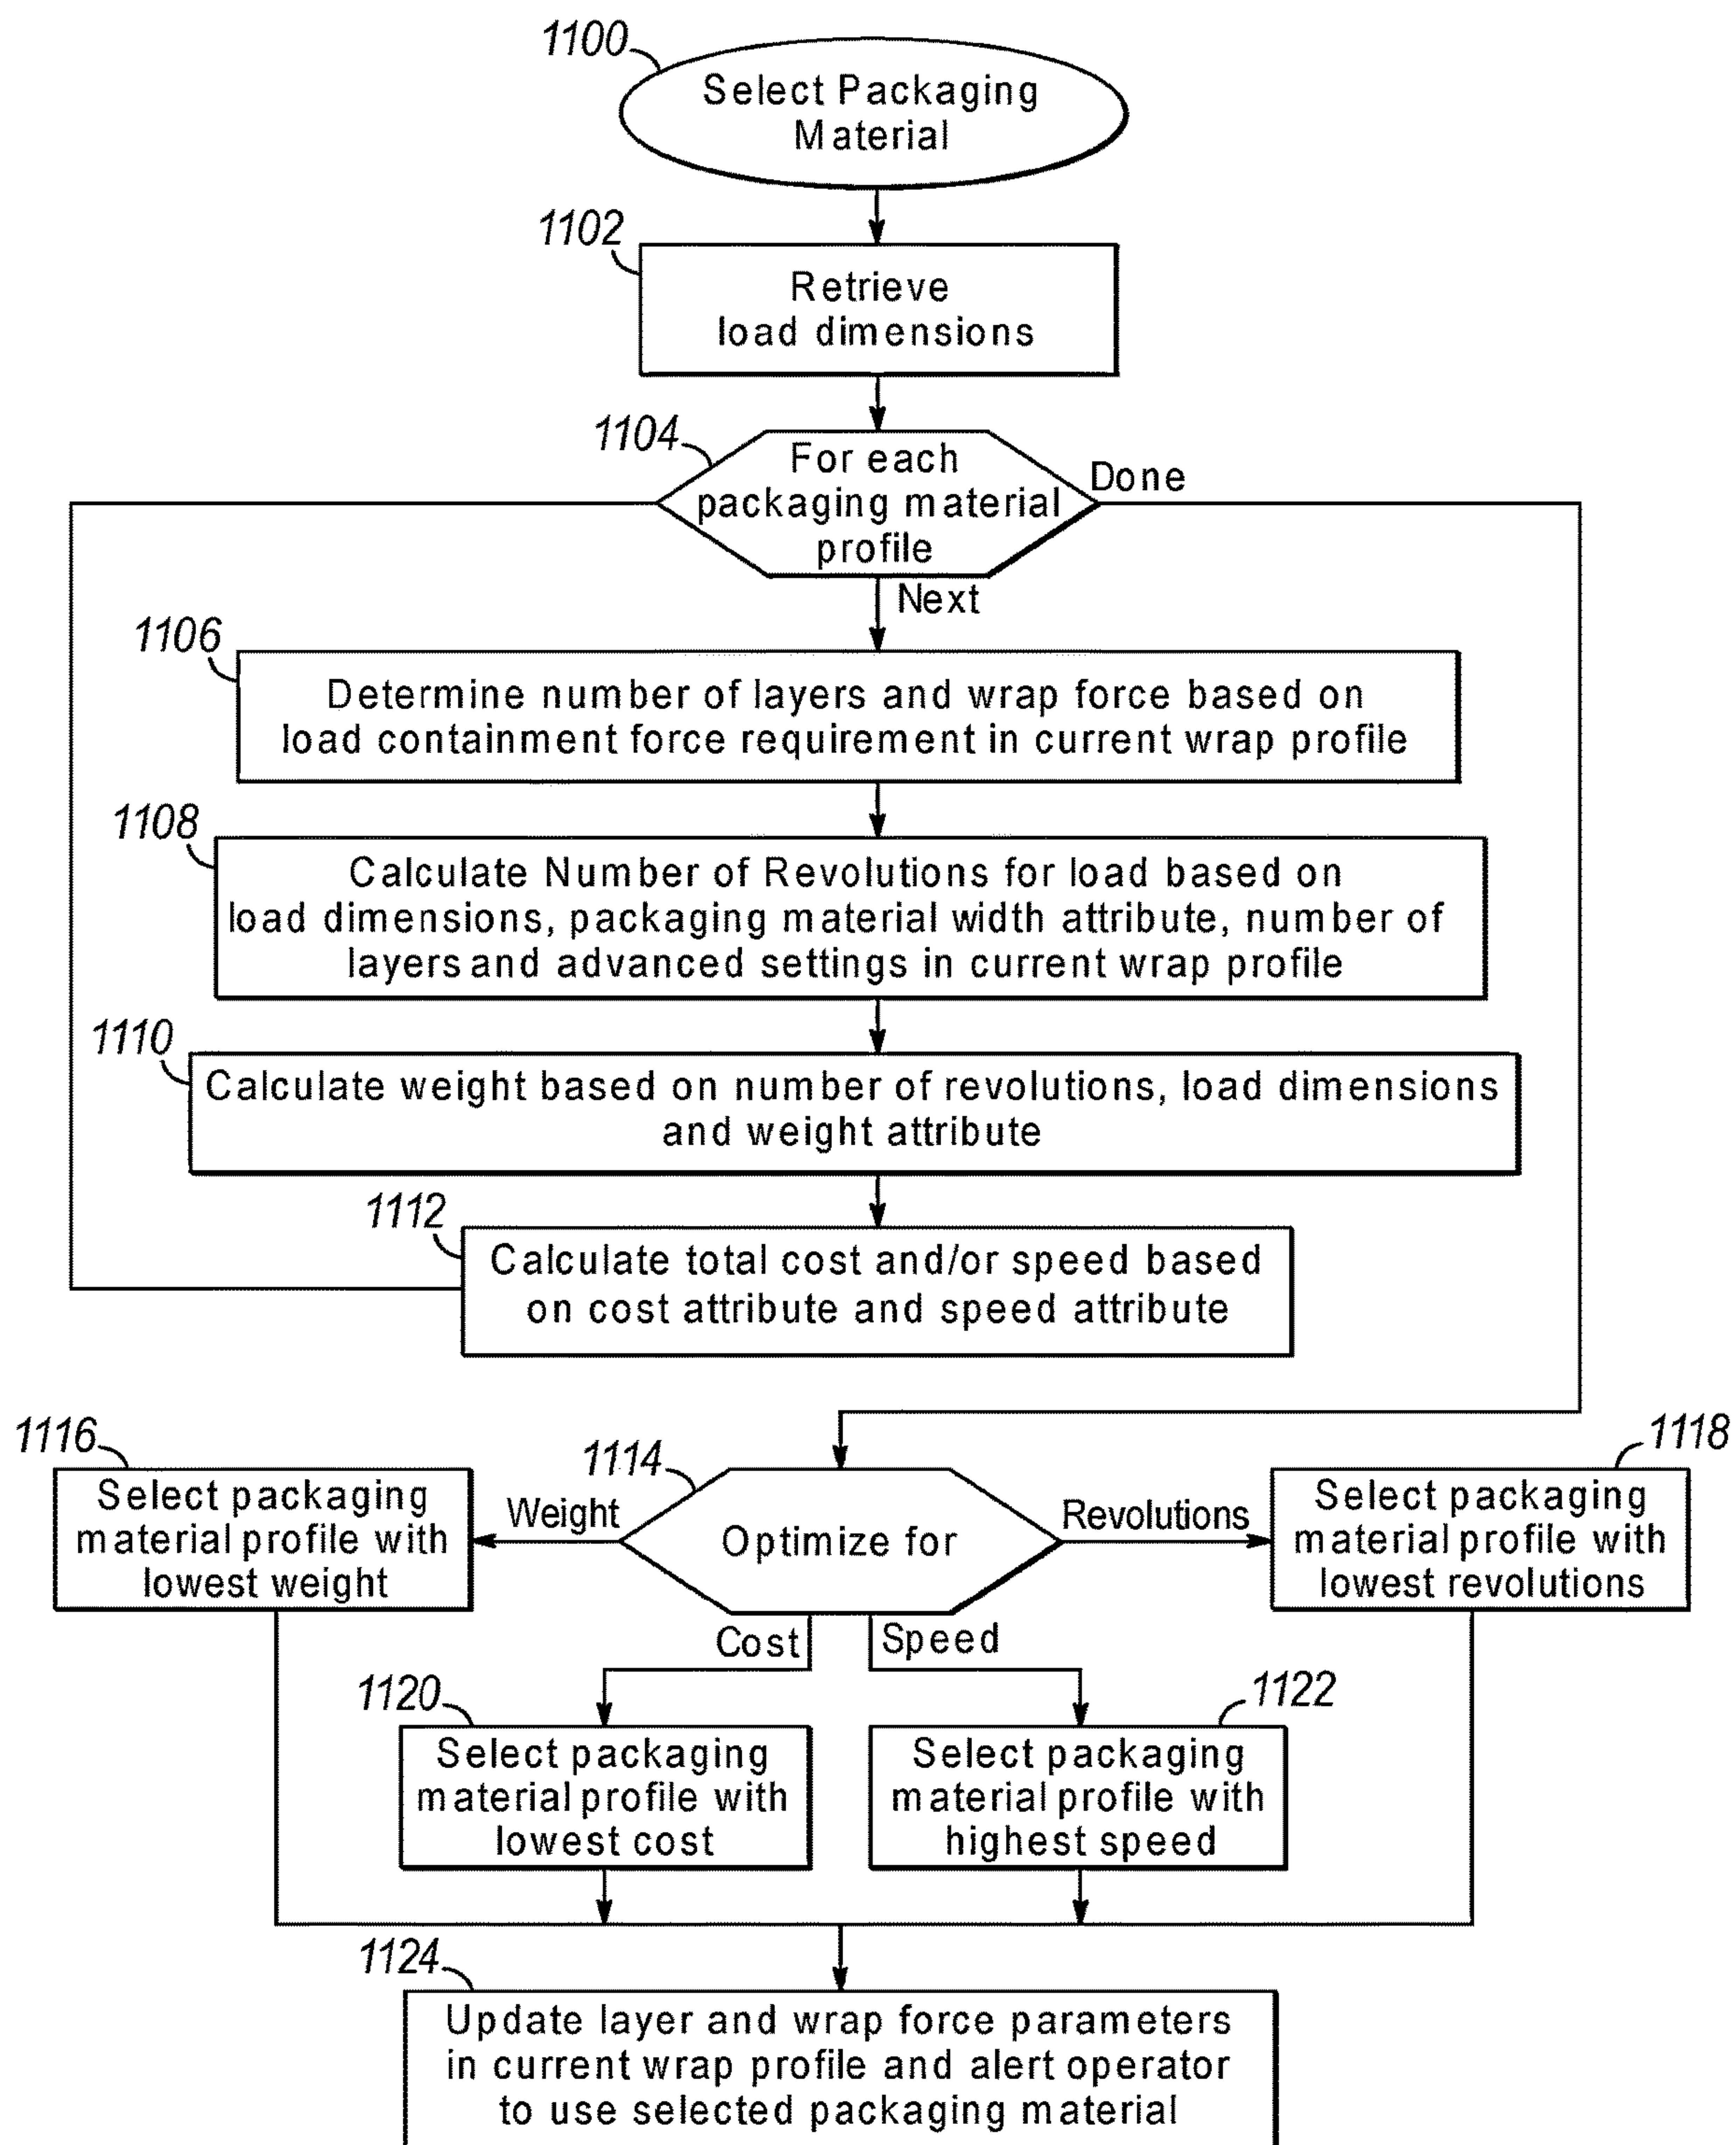 1100
Select Packaging
Material
1102
Retrieve
load dimensions
1104
For each
packaging material
profile
Done
Next
1106
Determine number of layers and wrap force based on
load containment force requirement in current wrap profile
1108
Calculate Number of Revolutions for load based on
load dimensions, packaging material width attribute, number of
layers and advanced settings in current wrap profile
1110
Calculate weight based on number of revolutions, load dimensions
and weight attribute
1112
Calculate total cost and/or speed based
on cost attribute and speed attribute
1114
Optimize for
Weight
Revolutions
Cost
Speed
1116
Select packaging
material profile with
lowest weight
1118
Select packaging
material profile with
lowest revolutions
1120
Select packaging
material profile with
lowest cost
1122
Select packaging
material profile with
highest speed
1124
Update layer and wrap force parameters
in current wrap profile and alert operator
to use selected packaging material